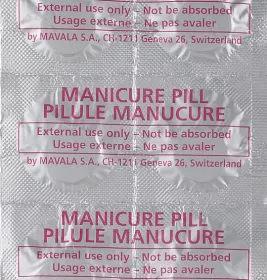 External use only – Not be absorbed
Usage externe – Ne pas avaler
by MAVALA S.A., CH-1211 Geneva 26, Switzerland
MANICURE PILL
PILULE MANUCURE
External use only – Not be absorbed
Usage externe – Ne pas avaler
by MAVALA S.A., CH-1211 Geneva 26, Switzerland
MANICURE PILL
PILULE MANUCURE
External use only – Not be absorbed
Usage externe – Ne pas avaler